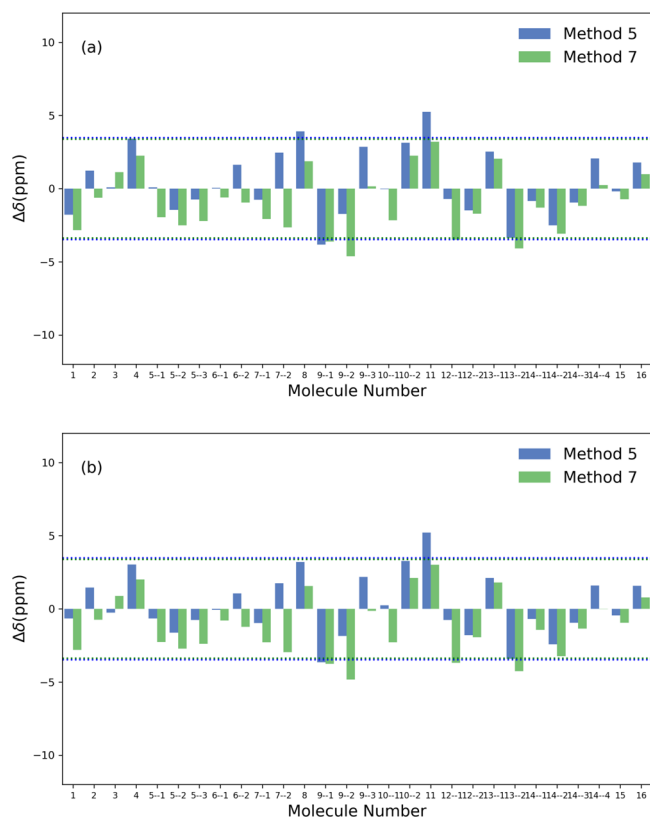 (a)
Method 5
Method 7
10
5
0
−5
−10
Δδ(ppm)
1 2 3 4 5--1 5--2 5--3 6--1 6--2 7--1 7--2 8 9--1 9--2 9--3 10--1 10--2 11 12--1 12--2 13--1 13--2 14--1 14--2 14--3 14--4 15 16
Molecule Number
(b)
Method 5
Method 7
10
5
0
−5
−10
Δδ(ppm)
1 2 3 4 5--1 5--2 5--3 6--1 6--2 7--1 7--2 8 9--1 9--2 9--3 10--1 10--2 11 12--1 12--2 13--1 13--2 14--1 14--2 14--3 14--4 15 16
Molecule Number